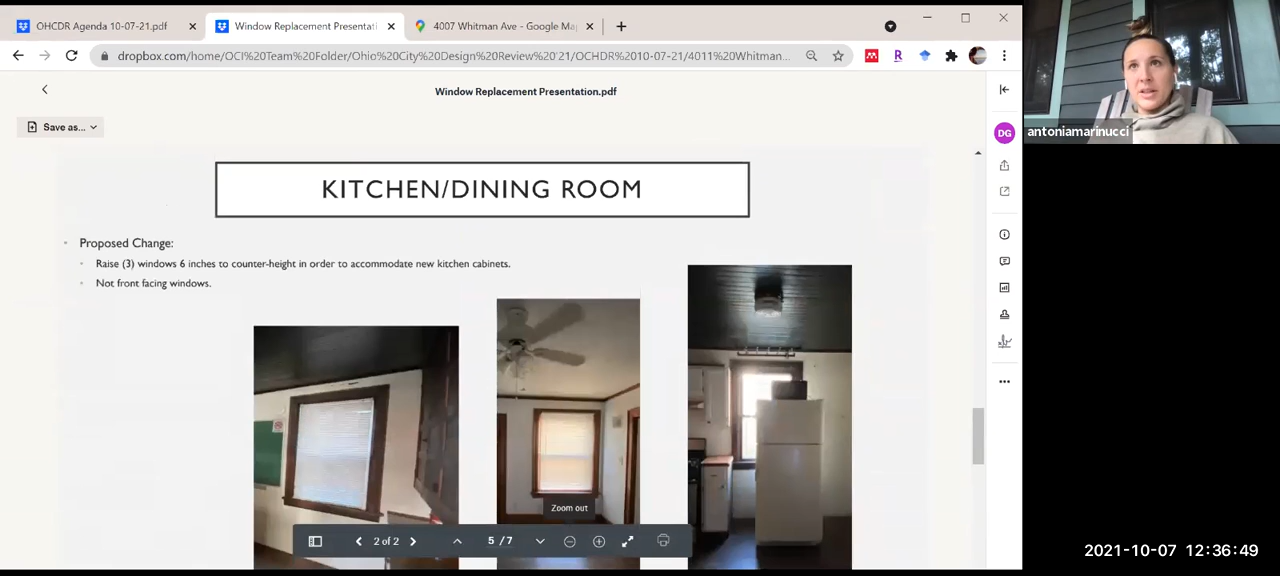 OHCDR Agenda 10-07-21.pdf
Window Replacement Presentati
4007 Whitman Ave - Google Ma
dropbox.com/home/OCI%20Team%20Folder/Ohio%20City%20Design%20Review%20'21/OCHDR%2010-07-21/4011%20Whitman...
Window Replacement Presentation.pdf
Save as...
DG
antoniamarinucci
KITCHEN/DINING ROOM
Proposed Change:
Raise (3) windows 6 inches to counter-height in order to accommodate new kitchen cabinets.
Not front facing windows.
Zoom out
2 of 2
5 / 7
2021-10-07 12:36:49